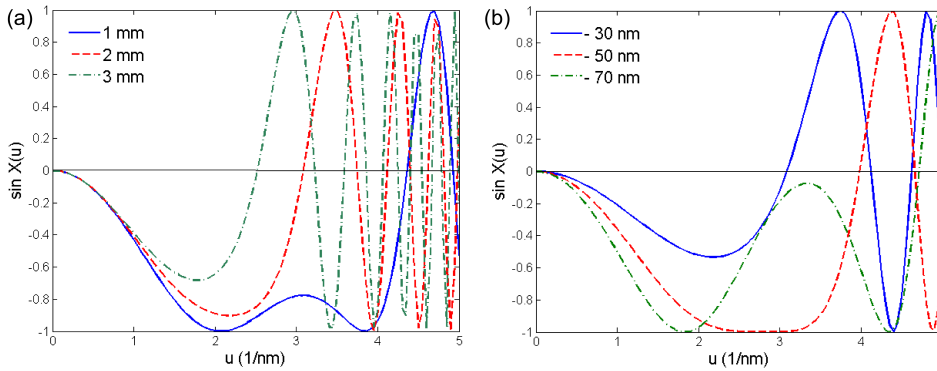 (a)
1 mm
2 mm
3 mm
sin X(u)
1
0.8
0.6
0.4
0.2
0
-0.2
-0.4
-0.6
-0.8
-1
0 1 2 3 4 5
u (1/nm)
(b)
- 30 nm
- 50 nm
- 70 nm
sin X(u)
1
0.8
0.6
0.4
0.2
0
-0.2
-0.4
-0.6
-0.8
-1
0 1 2 3 4
u (1/nm)